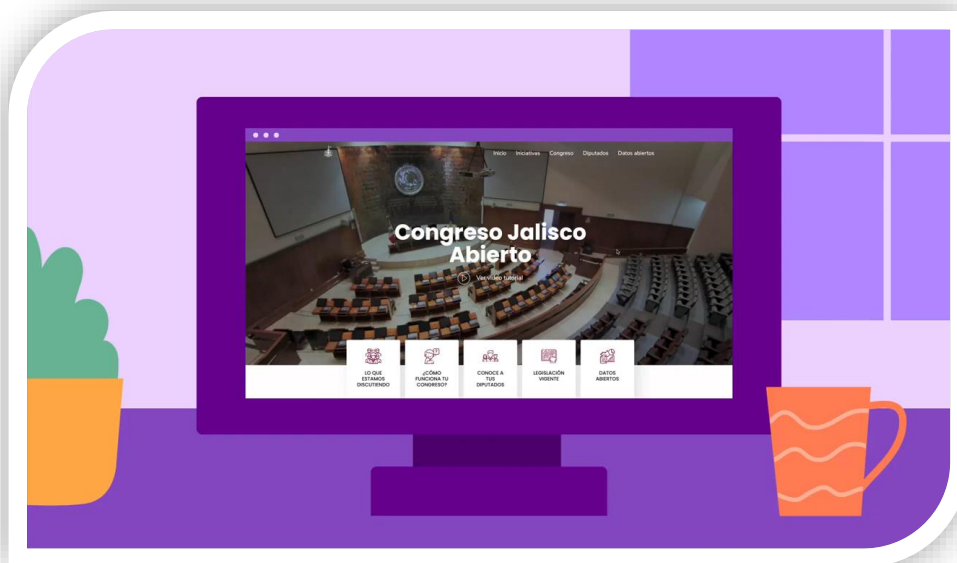 Inicio Iniciativas Congreso Diputados Datos abiertos
Congreso Jalisco
Abierto
Ver video tutorial
LO QUE
ESTAMOS
DISCUTIENDO
¿CÓMO
FUNCIONA TU
CONGRESO?
CONOCE A
TUS
DIPUTADOS
LEGISLACIÓN
VIGENTE
DATOS
ABIERTOS